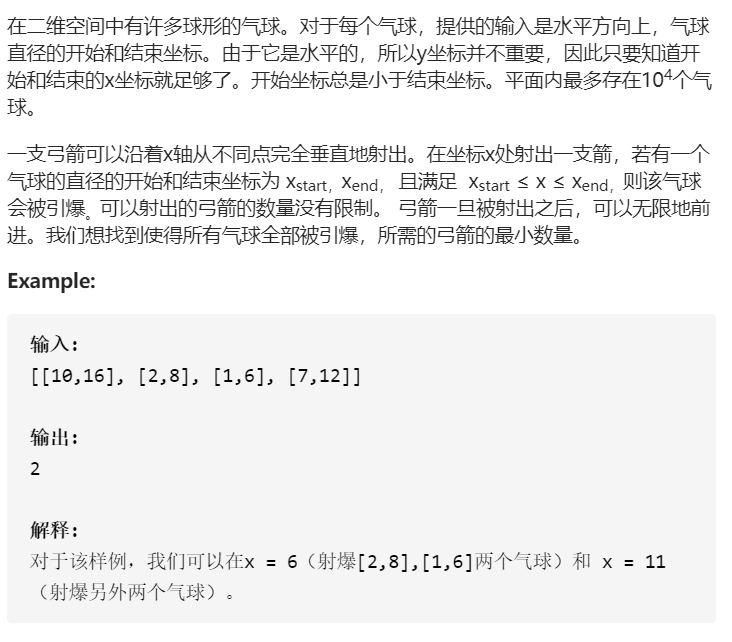 在二维空间中有许多球形的气球。对于每个气球，提供的输入是水平方向上，气球
直径的开始和结束坐标。由于它是水平的，所以y坐标并不重要，因此只要知道开
始和结束的x坐标就足够了。开始坐标总是小于结束坐标。平面内最多存在10⁴个气
球。
一支弓箭可以沿着x轴从不同点完全垂直地射出。在坐标x处射出一支箭，若有一个
气球的直径的开始和结束坐标为 xstart，xend， 且满足  xstart ≤ x ≤ xend，则该气球
会被引爆。可以射出的弓箭的数量没有限制。 弓箭一旦被射出之后，可以无限地前
进。我们想找到使得所有气球全部被引爆，所需的弓箭的最小数量。
Example:
输入:
[[10,16], [2,8], [1,6], [7,12]]
输出:
2
解释:
对于该样例，我们可以在x = 6（射爆[2,8],[1,6]两个气球）和 x = 11
（射爆另外两个气球）。